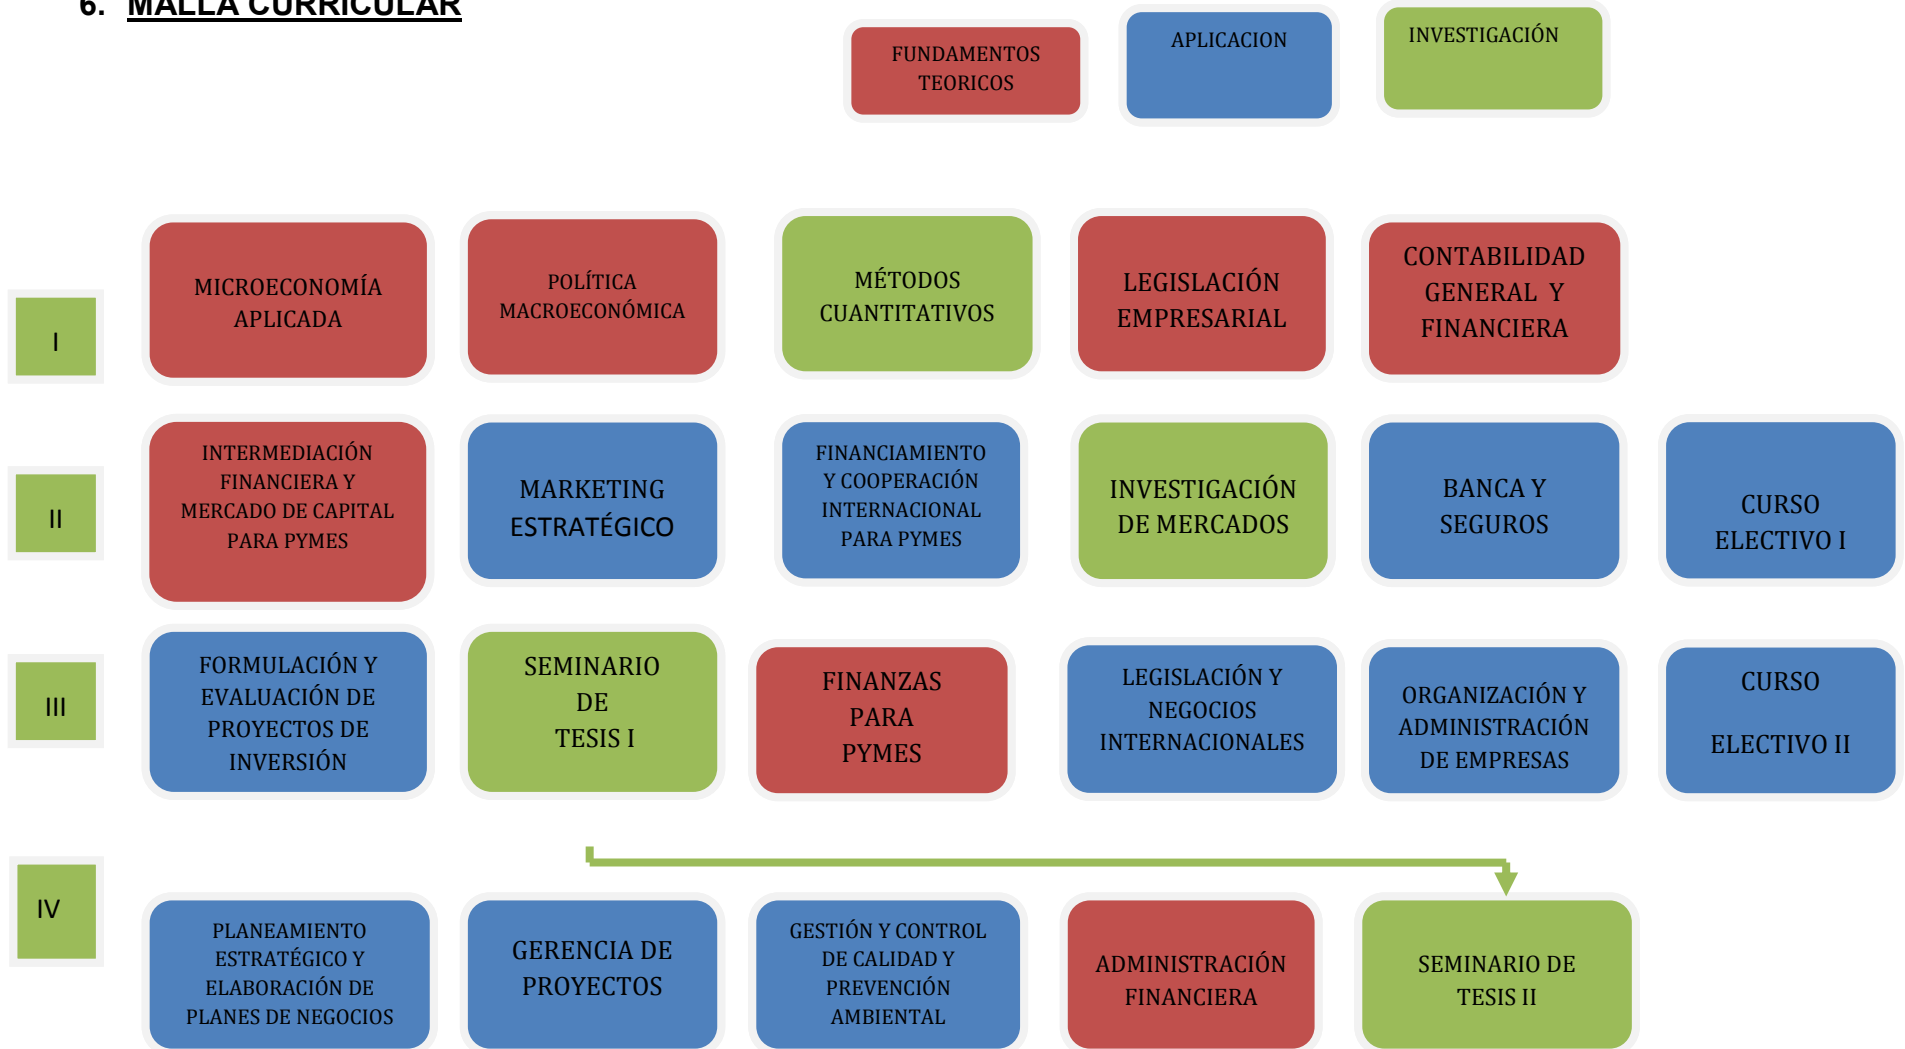 6. MALLA CURRICULAR
FUNDAMENTOS
TEORICOS
APLICACION
INVESTIGACIÓN
I
MICROECONOMÍA
APLICADA
POLÍTICA
MACROECONÓMICA
MÉTODOS
CUANTITATIVOS
LEGISLACIÓN
EMPRESARIAL
CONTABILIDAD
GENERAL Y
FINANCIERA
II
INTERMEDIACIÓN
FINANCIERA Y
MERCADO DE CAPITAL
PARA PYMES
MARKETING
ESTRATÉGICO
FINANCIAMIENTO
Y COOPERACIÓN
INTERNACIONAL
PARA PYMES
INVESTIGACIÓN
DE MERCADOS
BANCA Y
SEGUROS
CURSO
ELECTIVO I
III
FORMULACIÓN Y
EVALUACIÓN DE
PROYECTOS DE
INVERSIÓN
SEMINARIO
DE
TESIS I
FINANZAS
PARA
PYMES
LEGISLACIÓN Y
NEGOCIOS
INTERNACIONALES
ORGANIZACIÓN Y
ADMINISTRACIÓN
DE EMPRESAS
CURSO
ELECTIVO II
IV
PLANEAMIENTO
ESTRATÉGICO Y
ELABORACIÓN DE
PLANES DE NEGOCIOS
GERENCIA DE
PROYECTOS
GESTIÓN Y CONTROL
DE CALIDAD Y
PREVENCIÓN
AMBIENTAL
ADMINISTRACIÓN
FINANCIERA
SEMINARIO DE
TESIS II